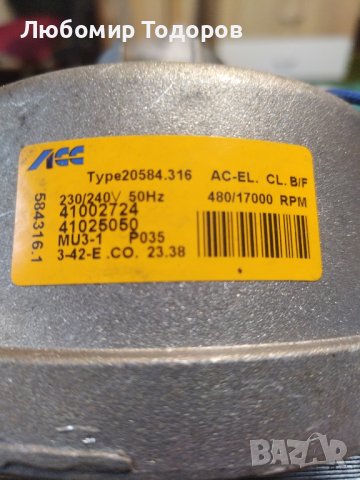 Любомир Тодоров
ACC
Type20584.316 AC-EL. CL. B/F
230/240V 50Hz 480/17000 RPM
41002724
41025050
MU3-1 P035
3-42-E .CO. 23.38
584316.1
BAZAR